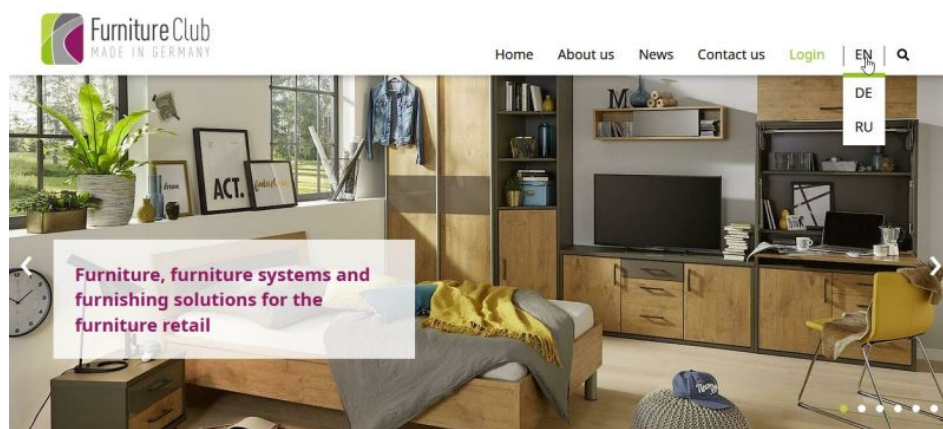 Furniture Club
MADE IN GERMANY
Home About us News Contact us Login EN
DE
RU
ACT.
Furniture, furniture systems and
furnishing solutions for the
furniture retail